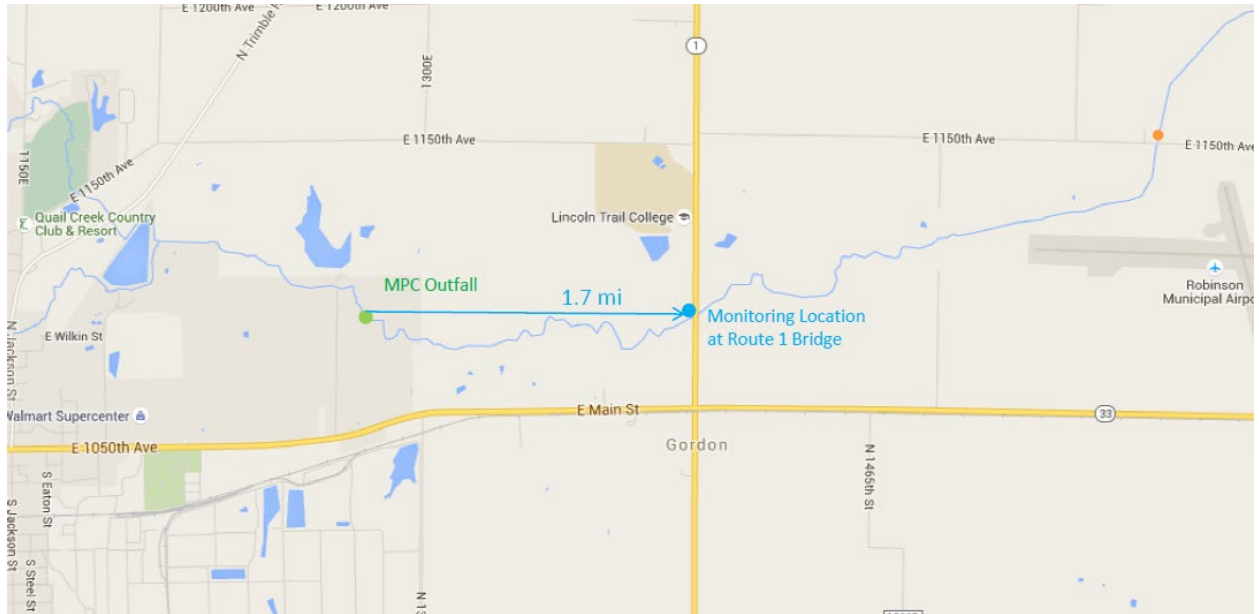 E 1200th Ave
E 1200th Ave
N Trimble
1300E
1
E 1150th Ave
E 1150th Ave
E 1150th Ave
1150E
E 1150th Ave
Quail Creek Country
Club & Resort
Lincoln Trail College
MPC Outfall
1.7 mi
Monitoring Location
at Route 1 Bridge
Robinson
Municipal Airpo
N Jackson St
E Wilkin St
Walmart Supercenter
E Main St
33
E 1050th Ave
Gordon
N 1465th St
S Eaton St
S Jackson St
S Steel St